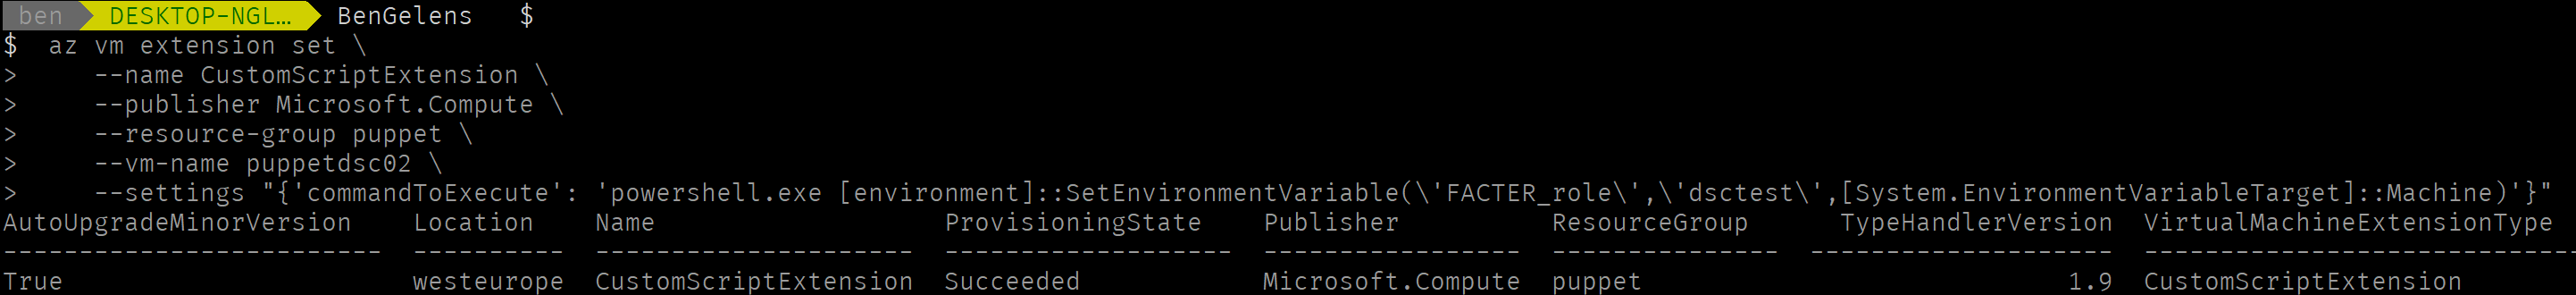 ben DESKTOP-NGL… BenGelens $
$ az vm extension set \
> --name CustomScriptExtension \
> --publisher Microsoft.Compute \
> --resource-group puppet \
> --vm-name puppetdsc02 \
> --settings "{'commandToExecute': 'powershell.exe [environment]::SetEnvironmentVariable(\'FACTER_role\',\'dsctest\',[System.EnvironmentVariableTarget]::Machine)'}"
AutoUpgradeMinorVersion Location Name ProvisioningState Publisher ResourceGroup TypeHandlerVersion VirtualMachineExtensionType
------------------------- ---------- --------------------- ------------------- ----------------- --------------- -------------------- -----------------------------
True westeurope CustomScriptExtension Succeeded Microsoft.Compute puppet 1.9 CustomScriptExtension